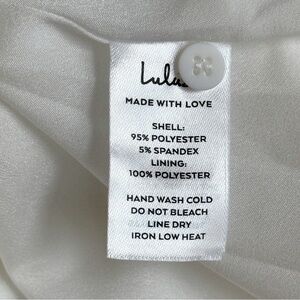 MADE WITH LOVE
SHELL:
95% POLYESTER
5% SPANDEX
LINING:
100% POLYESTER
HAND WASH COLD
DO NOT BLEACH
LINE DRY
IRON LOW HEAT